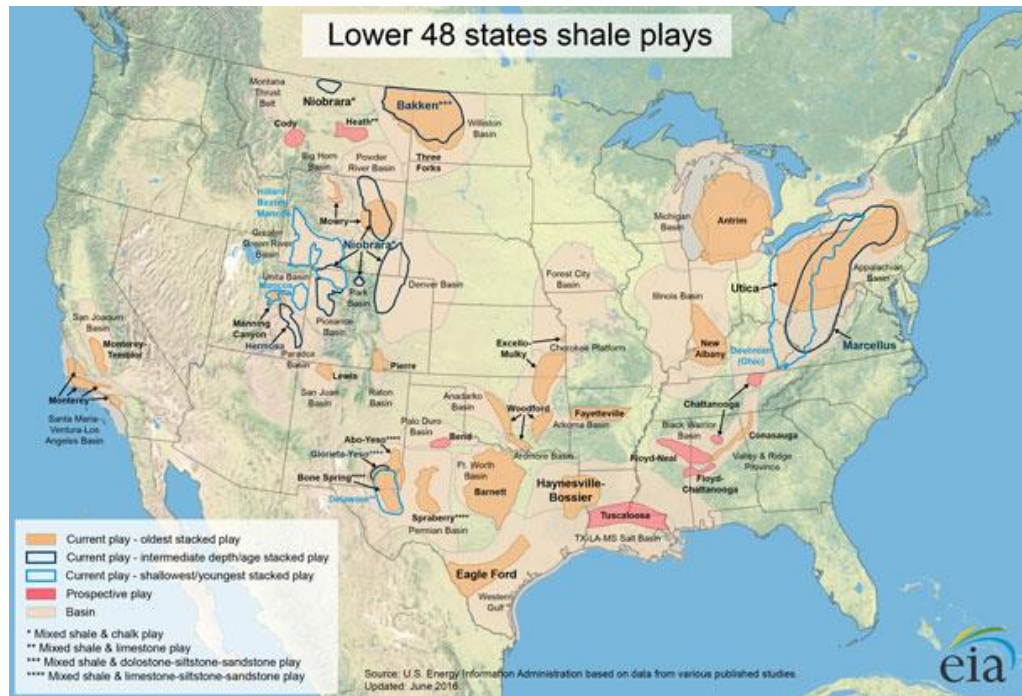 Lower 48 states shale plays
Montana
Thrust
Belt
Niobrara*
Bakken***
Cody
Heath**
Williston
Basin
Big Horn
Basin
Powder
River Basin
Three
Forks
Hilliard
Baxter
Mancos
Mowry
Michigan
Basin
Antrim
Greater
Green River
Basin
Niobrara*
Uinta Basin
Mancos
Park
Basin
Denver Basin
Forest City
Basin
Illinois Basin
Utica
Appalachian
Basin
San Joaquin
Basin
Monterey-
Temblor
Manning
Canyon
Hermosa
Piceance
Basin
Paradox
Basin
Excello-
Mulky
Cherokee Platform
New
Albany
Devonian
(Ohio)
Marcellus
Lewis
Pierre
San Juan
Basin
Raton
Basin
Monterey
Santa Maria-
Ventura-Los
Angeles Basin
Anadarko
Basin
Woodford
Fayetteville
Arkoma Basin
Chattanooga
Palo Duro
Basin
Bend
Black Warrior
Basin
Conasauga
Abo-Yeso****
Glorieta-Yeso****
Ardmore Basin
Floyd-Neal
Valley & Ridge
Province
Bone Spring****
Ft. Worth
Basin
Barnett
Haynesville-
Bossier
Floyd-
Chattanooga
Spraberry****
Permian Basin
Tuscaloosa
TX-LA-MS Salt Basin
Eagle Ford
Western
Gulf
Current play - oldest stacked play
Current play - intermediate depth/age stacked play
Current play - shallowest/youngest stacked play
Prospective play
Basin
* Mixed shale & chalk play
** Mixed shale & limestone play
*** Mixed shale & dolostone-siltstone-sandstone play
**** Mixed shale & limestone-siltstone-sandstone play
Source: U.S. Energy Information Administration based on data from various published studies.
Updated: June 2016
eia